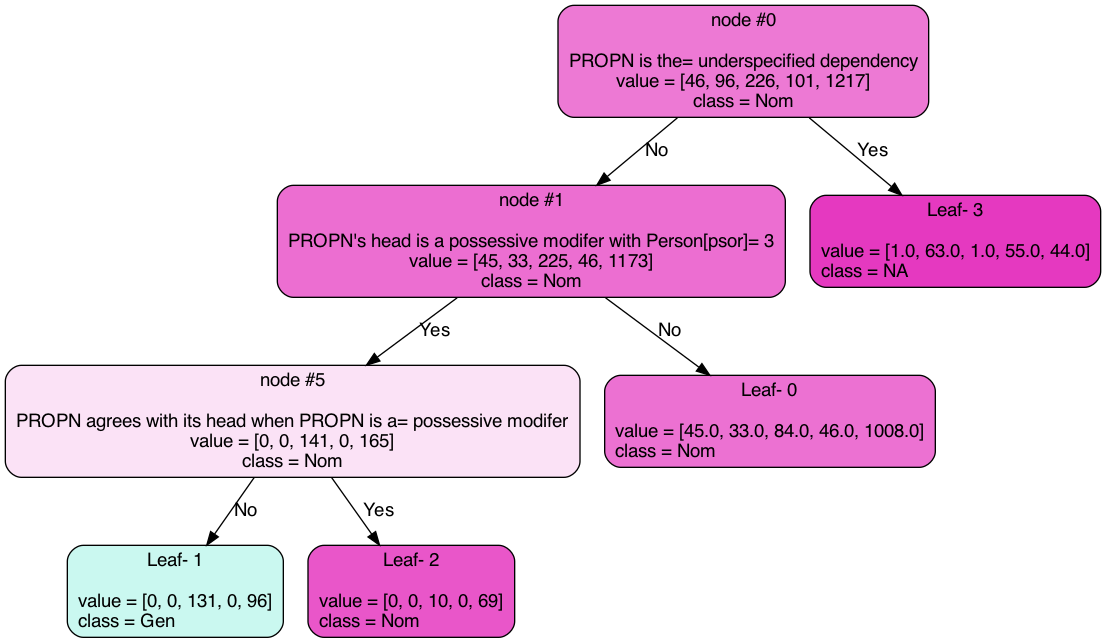 node #0
PROPN is the= underspecified dependency
value = [46, 96, 226, 101, 1217]
class = Nom
No
Yes
node #1
PROPN's head is a possessive modifer with Person[psor]= 3
value = [45, 33, 225, 46, 1173]
class = Nom
Leaf- 3
value = [1.0, 63.0, 1.0, 55.0, 44.0]
class = NA
Yes
No
node #5
PROPN agrees with its head when PROPN is a= possessive modifer
value = [0, 0, 141, 0, 165]
class = Nom
Leaf- 0
value = [45.0, 33.0, 84.0, 46.0, 1008.0]
class = Nom
No
Yes
Leaf- 1
value = [0, 0, 131, 0, 96]
class = Gen
Leaf- 2
value = [0, 0, 10, 0, 69]
class = Nom